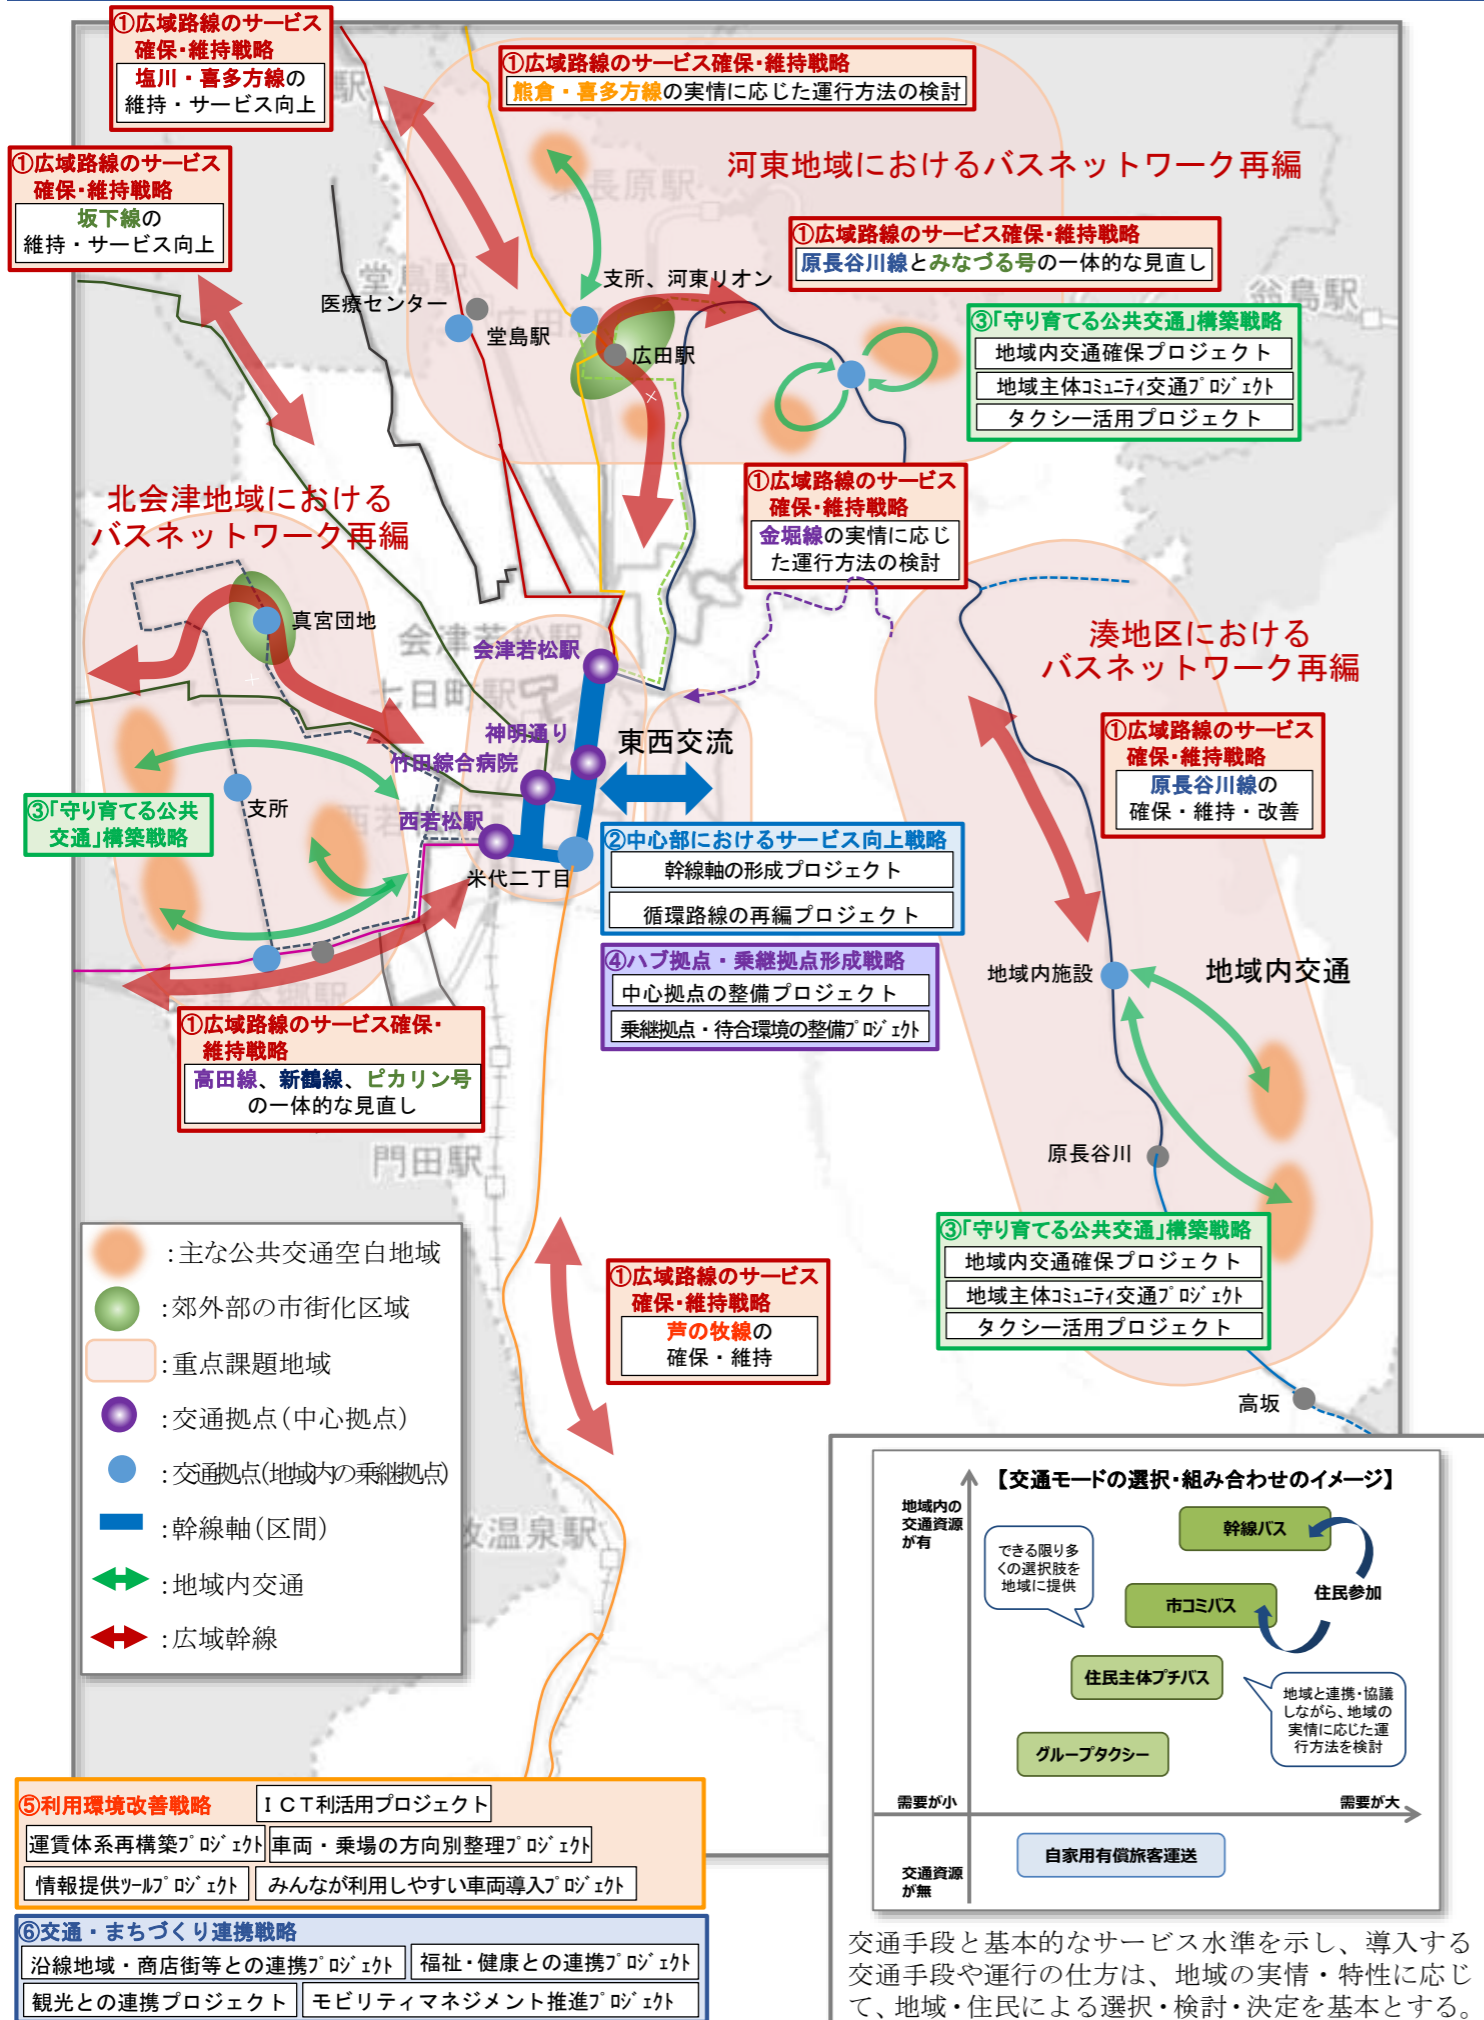 ①広域路線のサービス
確保・維持戦略
塩川・喜多方線の
維持・サービス向上
①広域路線のサービス確保・維持戦略
熊倉・喜多方線の実情に応じた運行方法の検討
駅
河東地域におけるバスネットワーク再編
①広域路線のサービス
確保・維持戦略
坂下線の
維持・サービス向上
長原駅
①広域路線のサービス確保・維持戦略
原長谷川線とみなづる号の一体的な見直し
堂島駅
医療センター
堂島駅
支所、河東リオン
広田
広田駅
翁島駅
③「守り育てる公共交通」構築戦略
地域内交通確保プロジェクト
地域主体コミュニティ交通プロジェクト
タクシー活用プロジェクト
北会津地域における
バスネットワーク再編
①広域路線のサービス
確保・維持戦略
金堀線の実情に応じ
た運行方法の検討
真宮団地
会津若松駅
会津若松駅
七日町駅
神明通り
竹田綜合病院
東西交流
湊地区における
バスネットワーク再編
①広域路線のサービス
確保・維持戦略
原長谷川線の
確保・維持・改善
③「守り育てる公共
交通」構築戦略
支所
西若松駅
西若松駅
米代二丁目
②中心部におけるサービス向上戦略
幹線軸の形成プロジェクト
循環路線の再編プロジェクト
④ハブ拠点・乗継拠点形成戦略
中心拠点の整備プロジェクト
乗継拠点・待合環境の整備プロジェクト
会津本郷駅
①広域路線のサービス確保・
維持戦略
高田線、新鶴線、ピカリン号
の一体的な見直し
地域内施設
地域内交通
原長谷川
門田駅
③「守り育てる公共交通」構築戦略
地域内交通確保プロジェクト
地域主体コミュニティ交通プロジェクト
タクシー活用プロジェクト
①広域路線のサービス
確保・維持戦略
芦の牧線の
確保・維持
高坂
：主な公共交通空白地域
：郊外部の市街化区域
：重点課題地域
：交通拠点（中心拠点）
：交通拠点（地域内の乗継拠点）
：幹線軸（区間）
：地域内交通
：広域幹線
牧温泉駅
【交通モードの選択・組み合わせのイメージ】
地域内の
交通資源
が有
できる限り多
くの選択肢を
地域に提供
幹線バス
市コミバス
住民参加
住民主体プチバス
地域と連携・協議
しながら、地域の
実情に応じた運
行方法を検討
グループタクシー
需要が小
需要が大
自家用有償旅客運送
交通資源
が無
交通手段と基本的なサービス水準を示し、導入する
交通手段や運行の仕方は、地域の実情・特性に応じ
て、地域・住民による選択・検討・決定を基本とする。
⑤利用環境改善戦略
ＩＣＴ利活用プロジェクト
運賃体系再構築プロジェクト
車両・乗場の方向別整理プロジェクト
情報提供ツールプロジェクト
みんなが利用しやすい車両導入プロジェクト
⑥交通・まちづくり連携戦略
沿線地域・商店街等との連携プロジェクト
福祉・健康との連携プロジェクト
観光との連携プロジェクト
モビリティマネジメント推進プロジェクト